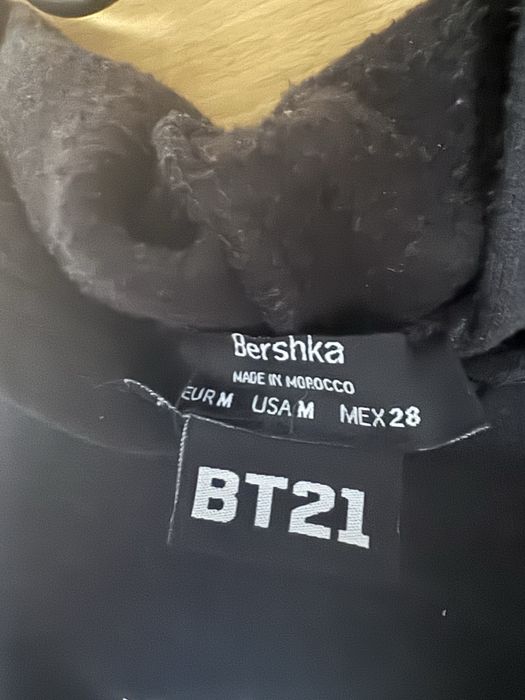 Bershka
MADE IN MOROCCO
EUR M USA M MEX 28
BT21